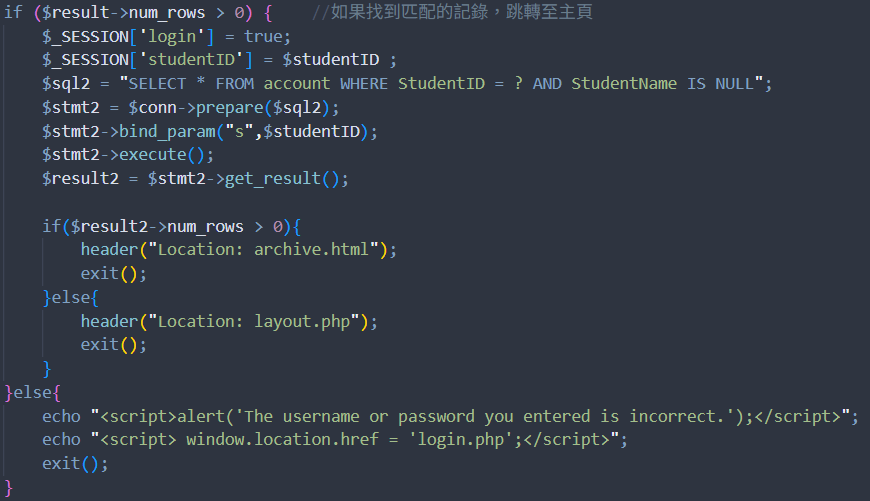 if ($result->num_rows > 0) {    //如果找到匹配的記錄，跳轉至主頁
    $_SESSION['login'] = true;
    $_SESSION['studentID'] = $studentID ;
    $sql2 = "SELECT * FROM account WHERE StudentID = ? AND StudentName IS NULL";
    $stmt2 = $conn->prepare($sql2);
    $stmt2->bind_param("s",$studentID);
    $stmt2->execute();
    $result2 = $stmt2->get_result();

    if($result2->num_rows > 0){
        header("Location: archive.html");
        exit();
    }else{
        header("Location: layout.php");
        exit();
    }
}else{
    echo "<script>alert('The username or password you entered is incorrect.');</script>";
    echo "<script> window.location.href = 'login.php';</script>";
    exit();
}